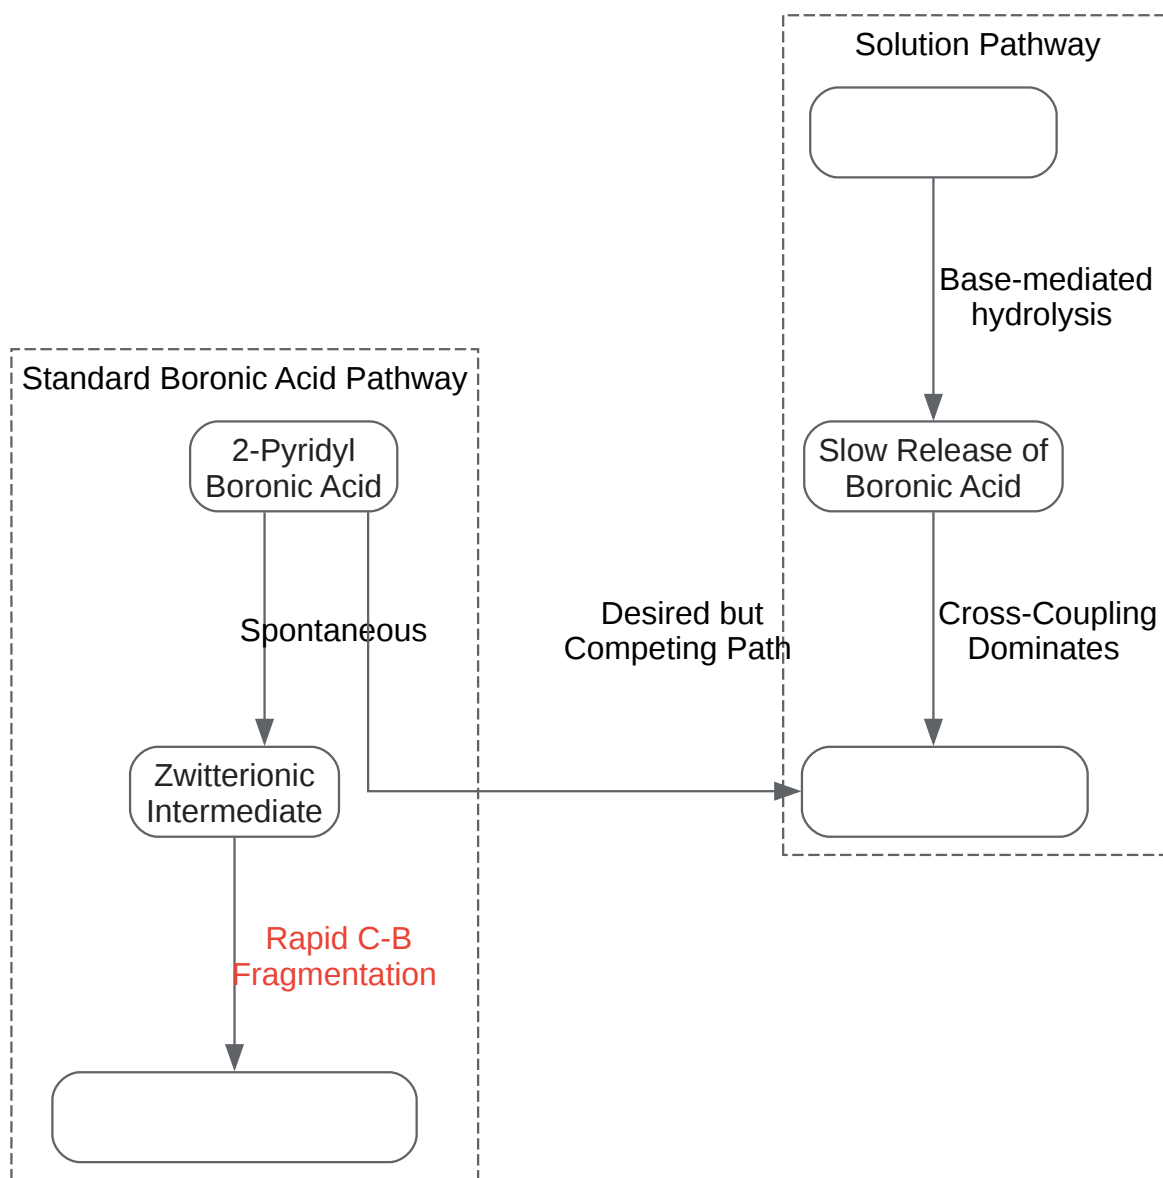 Solution Pathway
Base-mediated
hydrolysis
Standard Boronic Acid Pathway
2-Pyridyl
Boronic Acid
Slow Release of
Boronic Acid
Spontaneous
Desired but
Competing Path
Cross-Coupling
Dominates
Zwitterionic
Intermediate
Rapid C-B
Fragmentation